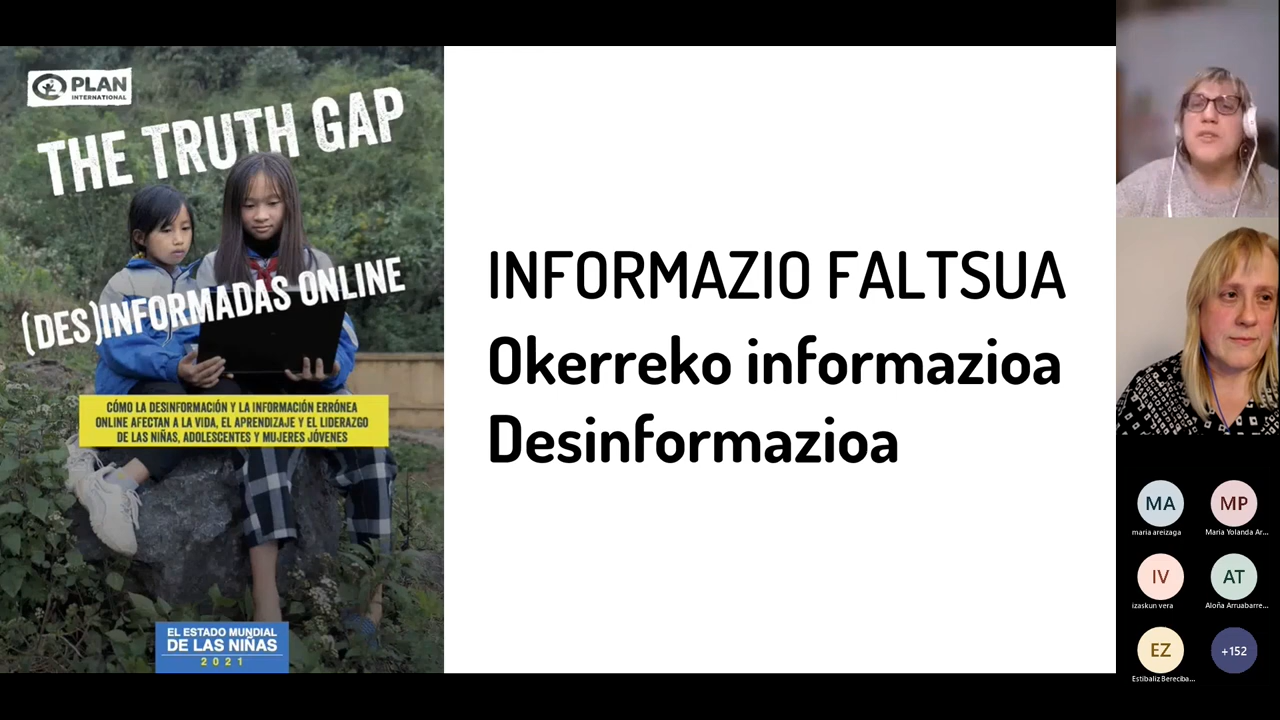 PLAN
INTERNATIONAL
THE TRUTH GAP
(DES)INFORMADAS ONLINE
CÓMO LA DESINFORMACIÓN Y LA INFORMACIÓN ERRÓNEA
ONLINE AFECTAN A LA VIDA, EL APRENDIZAJE Y EL LIDERAZGO
DE LAS NIÑAS, ADOLESCENTES Y MUJERES JÓVENES
EL ESTADO MUNDIAL
DE LAS NIÑAS
2021
INFORMAZIO FALTSUA
Okerreko informazioa
Desinformazioa
MA
maria areizaga
MP
Maria Yolanda Ar...
IV
izaskun vera
AT
Aloña Arruabarre...
EZ
Estibaliz Bereciba...
+152